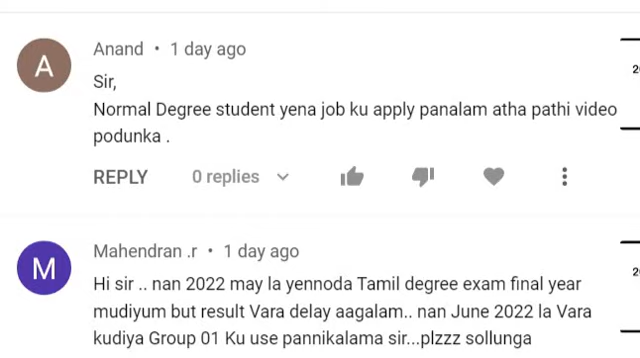 Anand • 1 day ago
A
Sir,
Normal Degree student yena job ku apply panalam atha pathi video
podunka .
REPLY 0 replies
Mahendran .r • 1 day ago
M
Hi sir .. nan 2022 may la yennoda Tamil degree exam final year
mudiyum but result Vara delay aagalam.. nan June 2022 la Vara
kudiya Group 01 Ku use pannikalama sir...plzzz sollunga